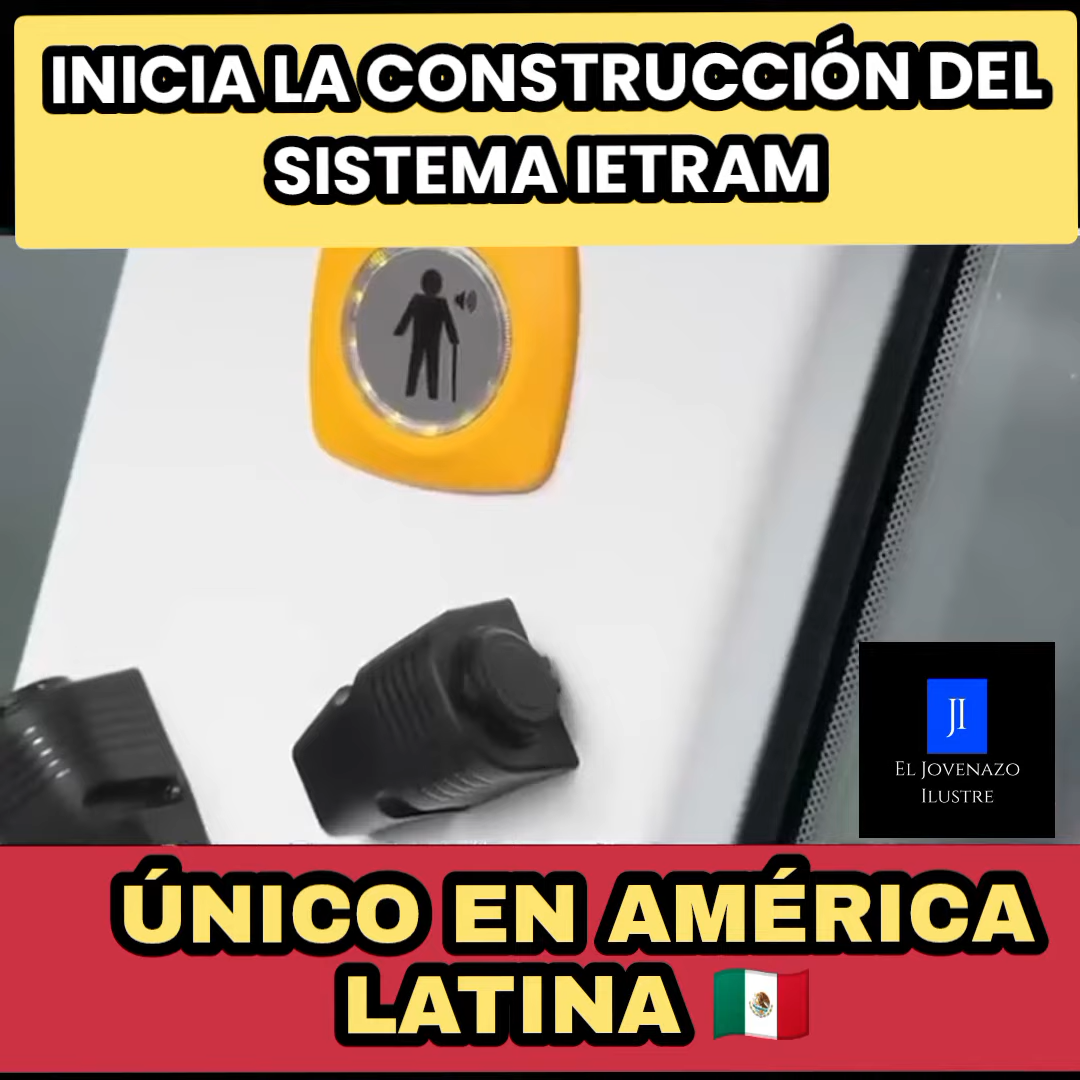 INICIA LA CONSTRUCCIÓN DEL
SISTEMA IETRAM
JI
EL JOVENAZO
ILUSTRE
ÚNICO EN AMÉRICA
LATINA 🇲🇽